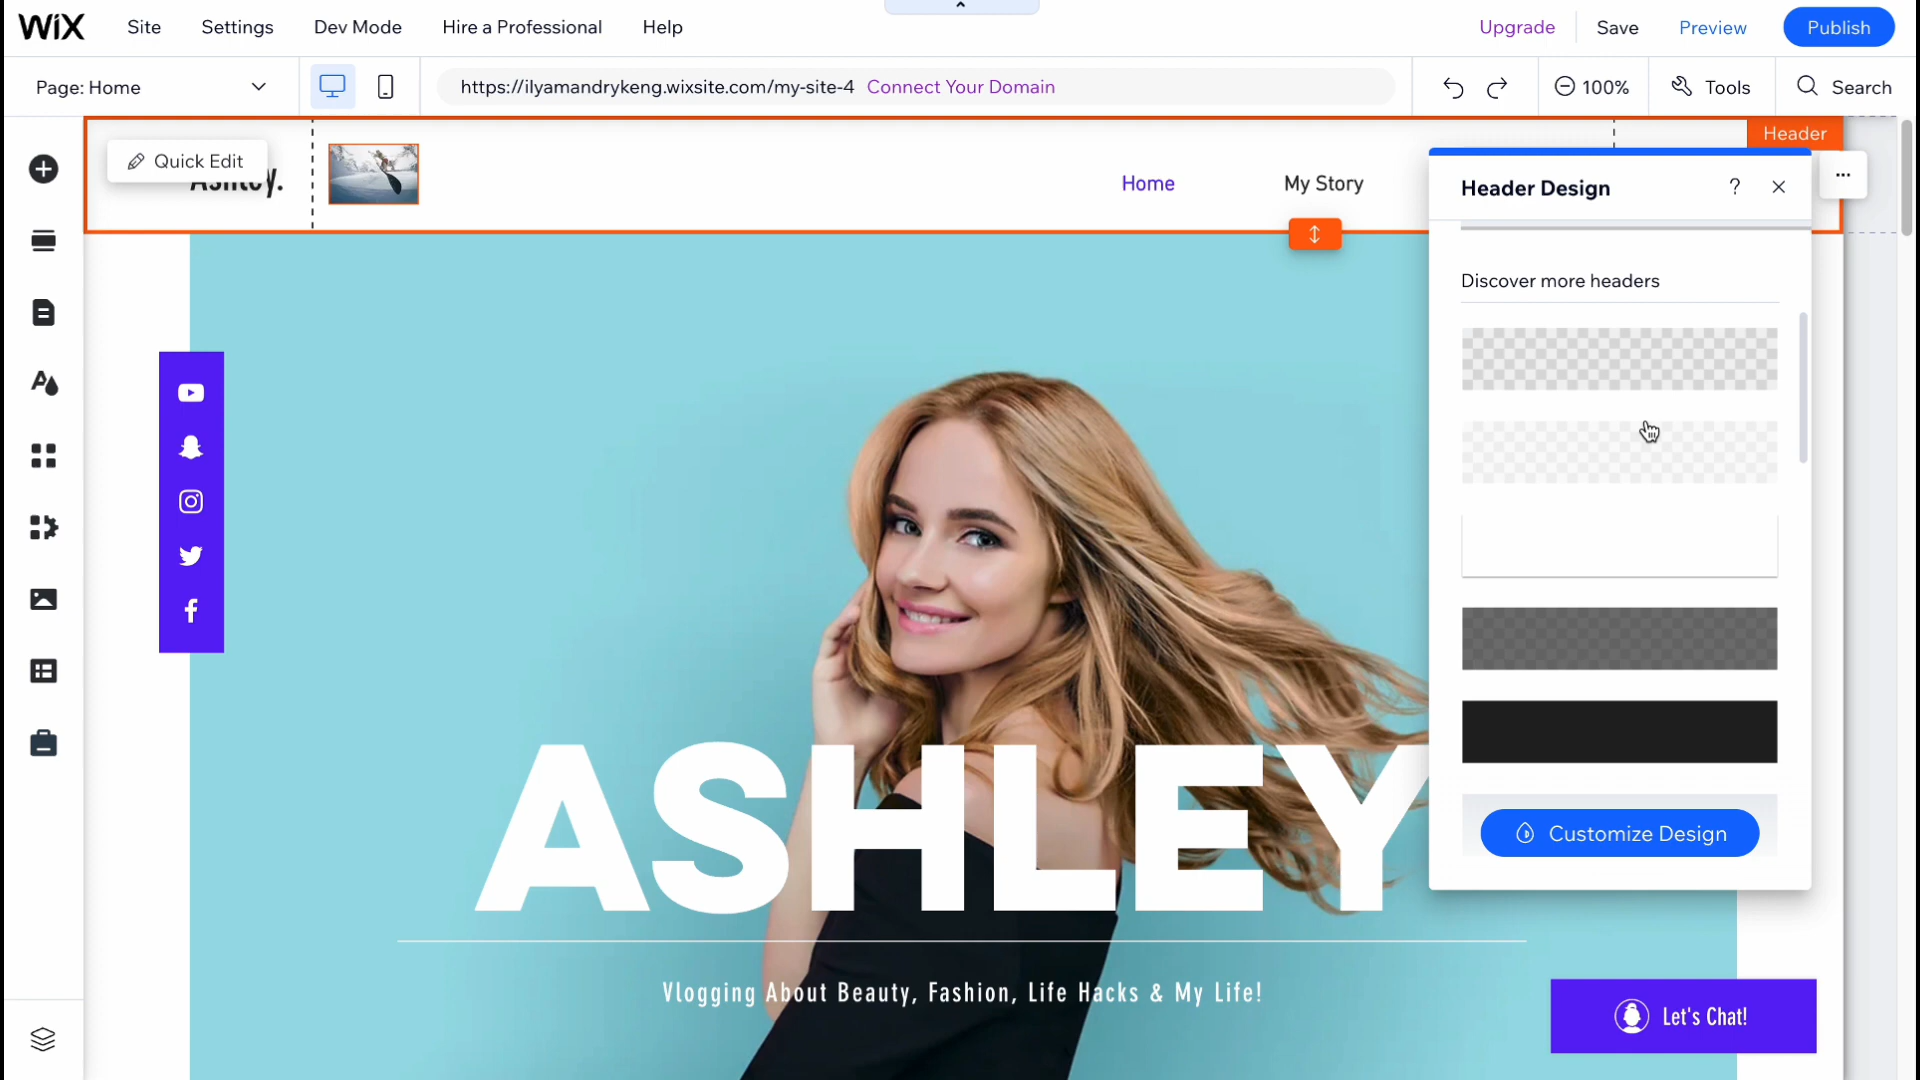 WiX Site Settings Dev Mode Hire a Professional Help Upgrade Save Preview Publish
Page: Home https://ilyamandrykeng.wixsite.com/my-site-4 Connect Your Domain 100% Tools Search
Header
Quick Edit
Ashley.
Home My Story
Header Design ?
Discover more headers
Customize Design
ASHLEY
Vlogging About Beauty, Fashion, Life Hacks & My Life!
Let's Chat!